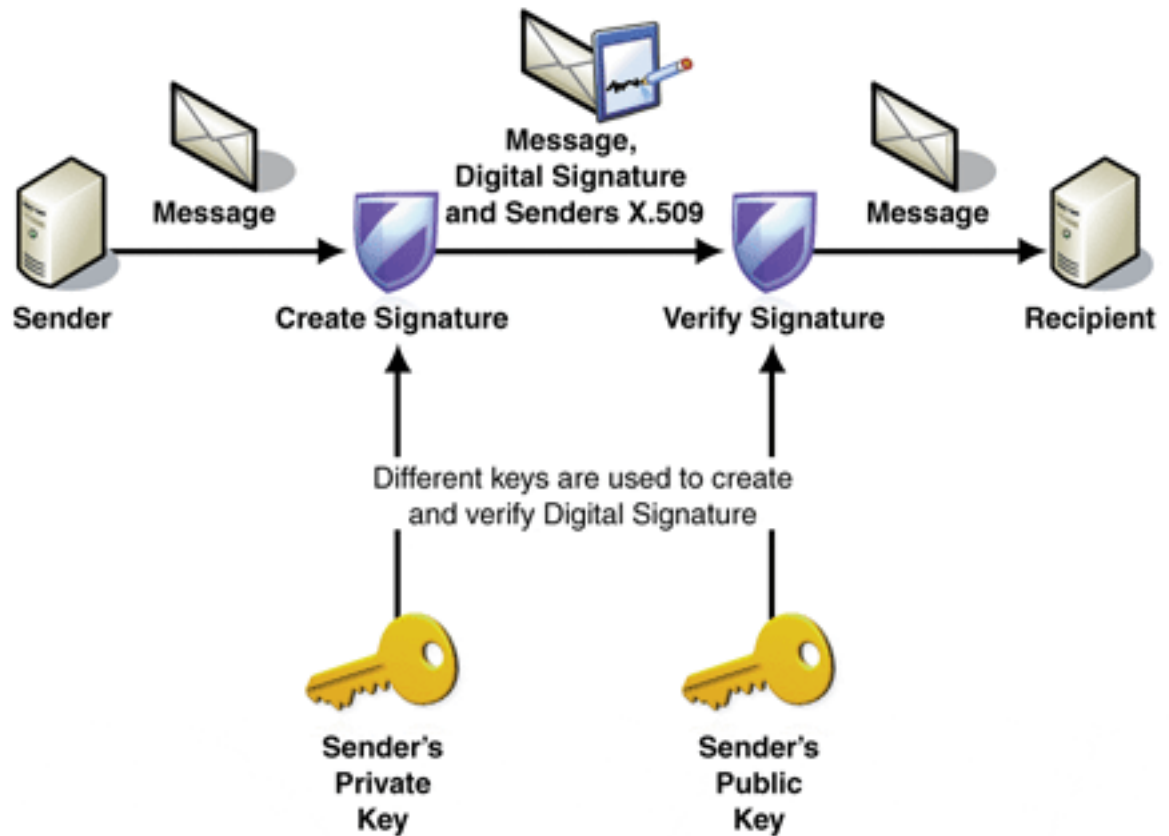 Message,
Digital Signature
and Senders X.509
Message
Message
Sender
Create Signature
Verify Signature
Recipient
Different keys are used to create
and verify Digital Signature
Sender's
Private
Key
Sender's
Public
Key